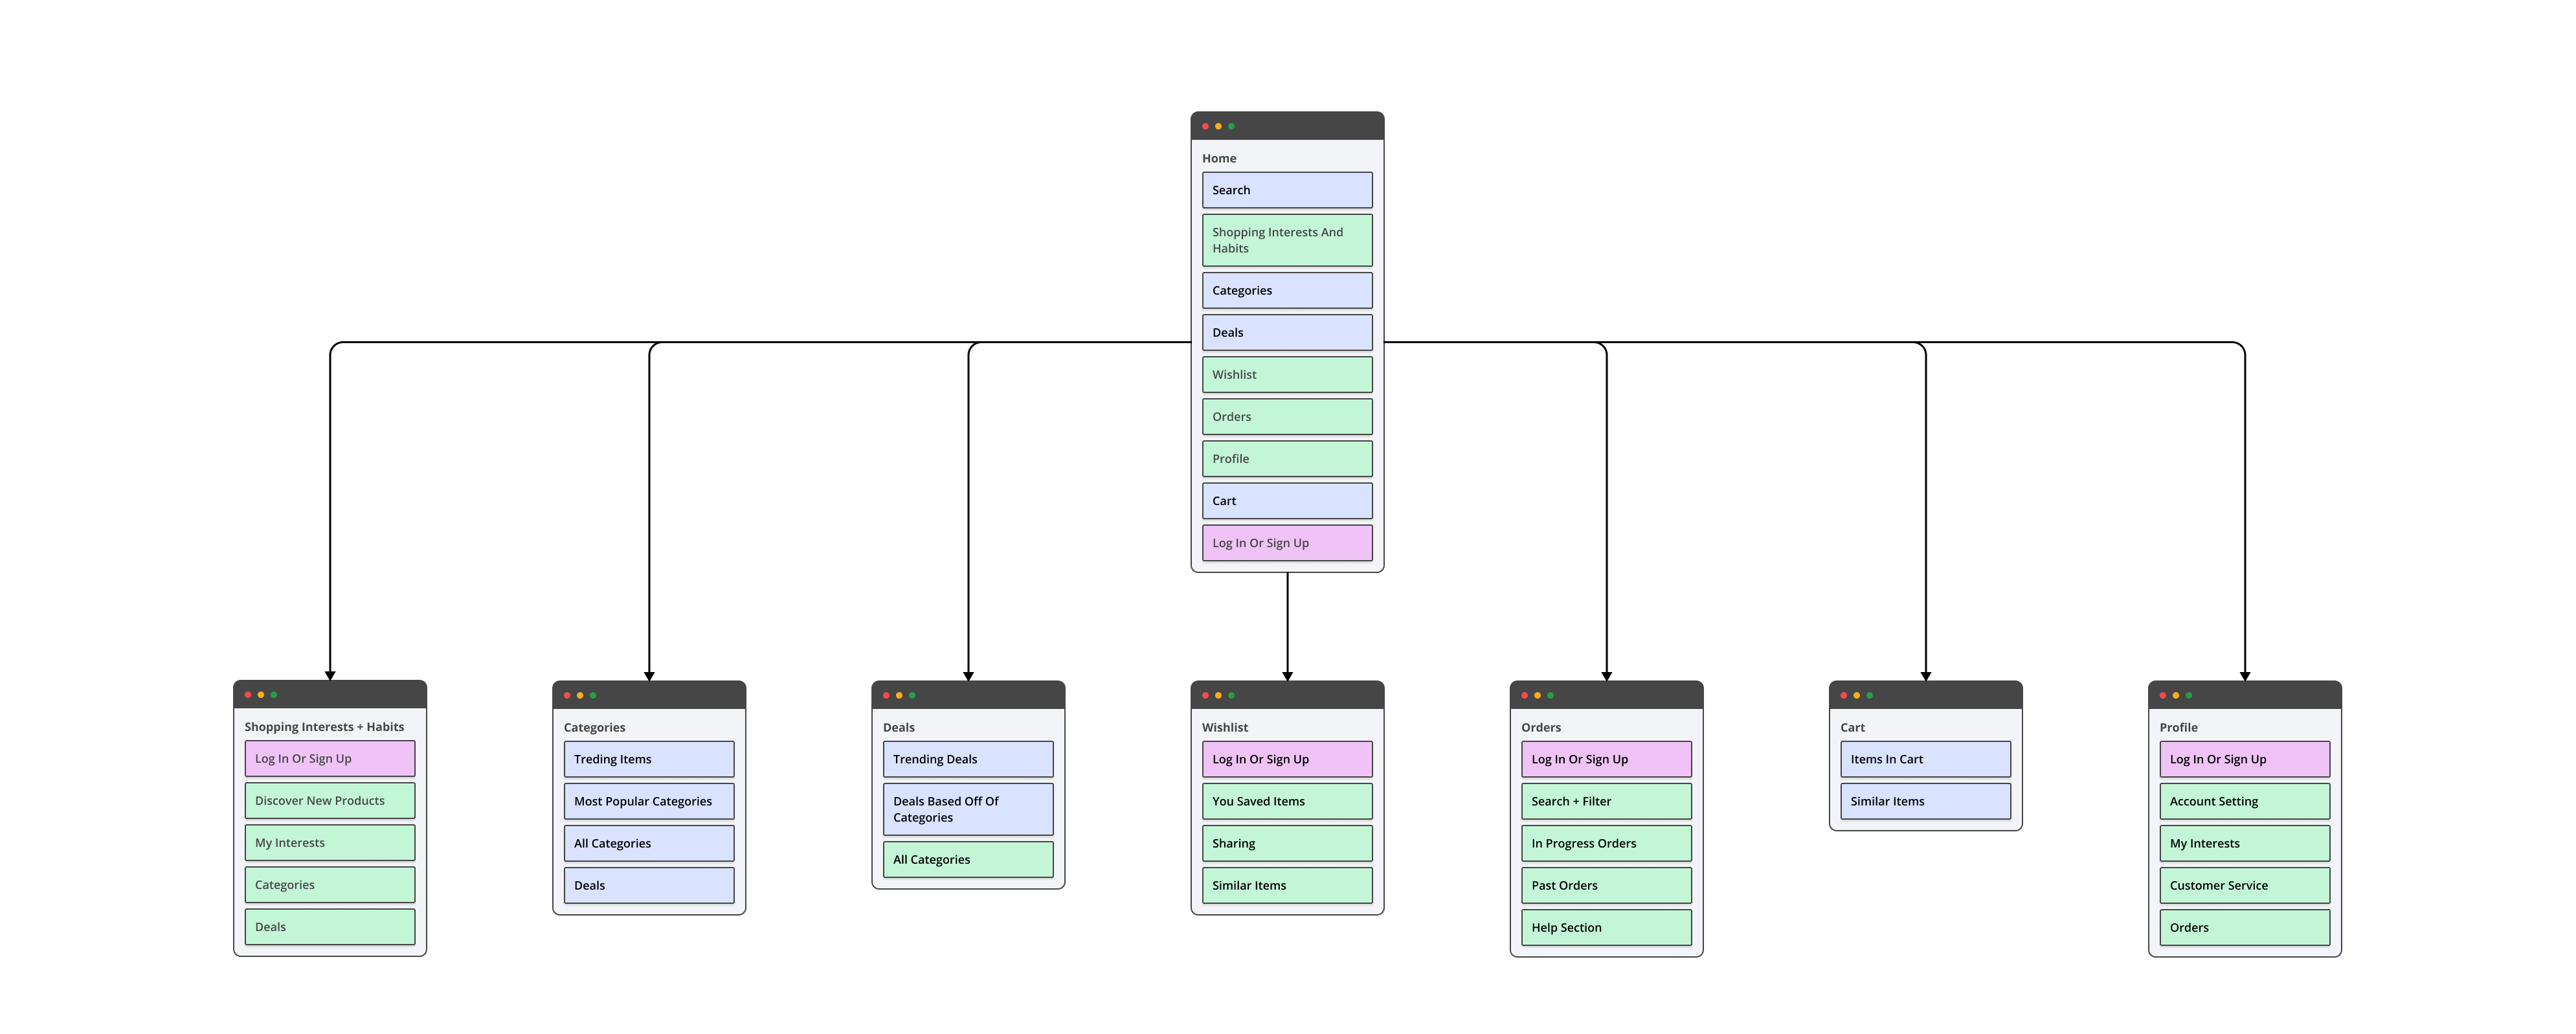 Home
Search
Shopping Interests And
Habits
Categories
Deals
Wishlist
Orders
Profile
Cart
Log In Or Sign Up
Shopping Interests + Habits
Log In Or Sign Up
Discover New Products
My Interests
Categories
Deals
Categories
Treding Items
Most Popular Categories
All Categories
Deals
Deals
Trending Deals
Deals Based Off Of
Categories
All Categories
Wishlist
Log In Or Sign Up
You Saved Items
Sharing
Similar Items
Orders
Log In Or Sign Up
Search + Filter
In Progress Orders
Past Orders
Help Section
Cart
Items In Cart
Similar Items
Profile
Log In Or Sign Up
Account Setting
My Interests
Customer Service
Orders